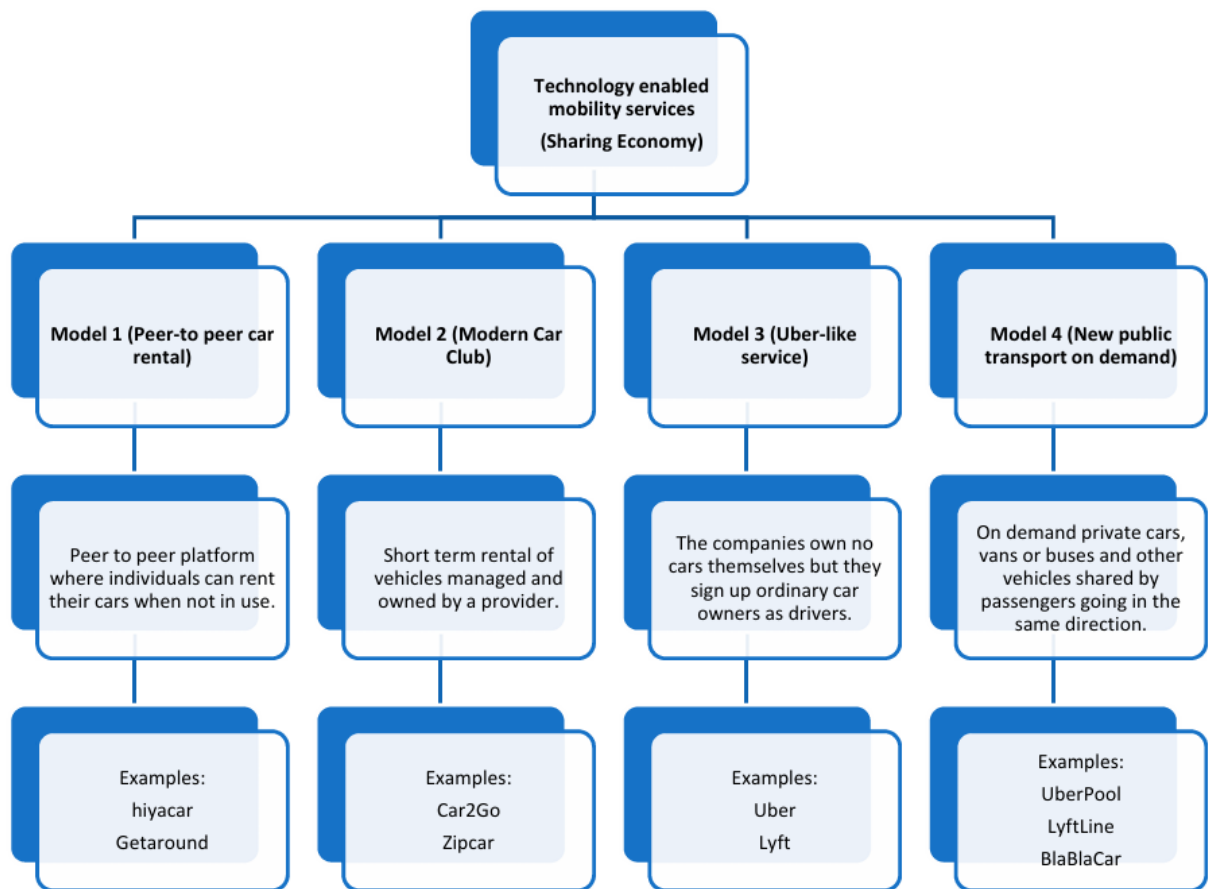 Technology enabled
mobility services
(Sharing Economy)
Model 1 (Peer-to peer car
rental)
Model 2 (Modern Car
Club)
Model 3 (Uber-like
service)
Model 4 (New public
transport on demand)
Peer to peer platform
where individuals can rent
their cars when not in use.
Short term rental of
vehicles managed and
owned by a provider.
The companies own no
cars themselves but they
sign up ordinary car
owners as drivers.
On demand private cars,
vans or buses and other
vehicles shared by
passengers going in the
same direction.
Examples:
hiyacar
Getaround
Examples:
Car2Go
Zipcar
Examples:
Uber
Lyft
Examples:
UberPool
LyftLine
BlaBlaCar